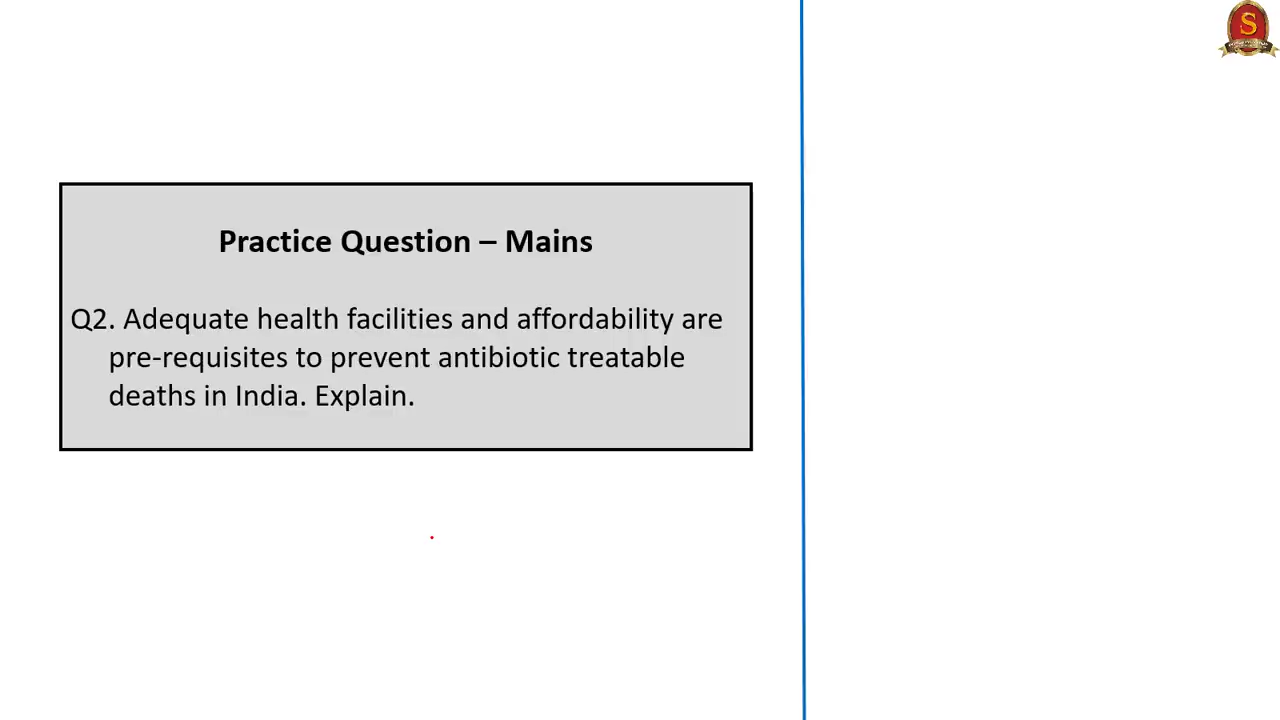 S
Practice Question – Mains
Q2. Adequate health facilities and affordability are
pre-requisites to prevent antibiotic treatable
deaths in India. Explain.